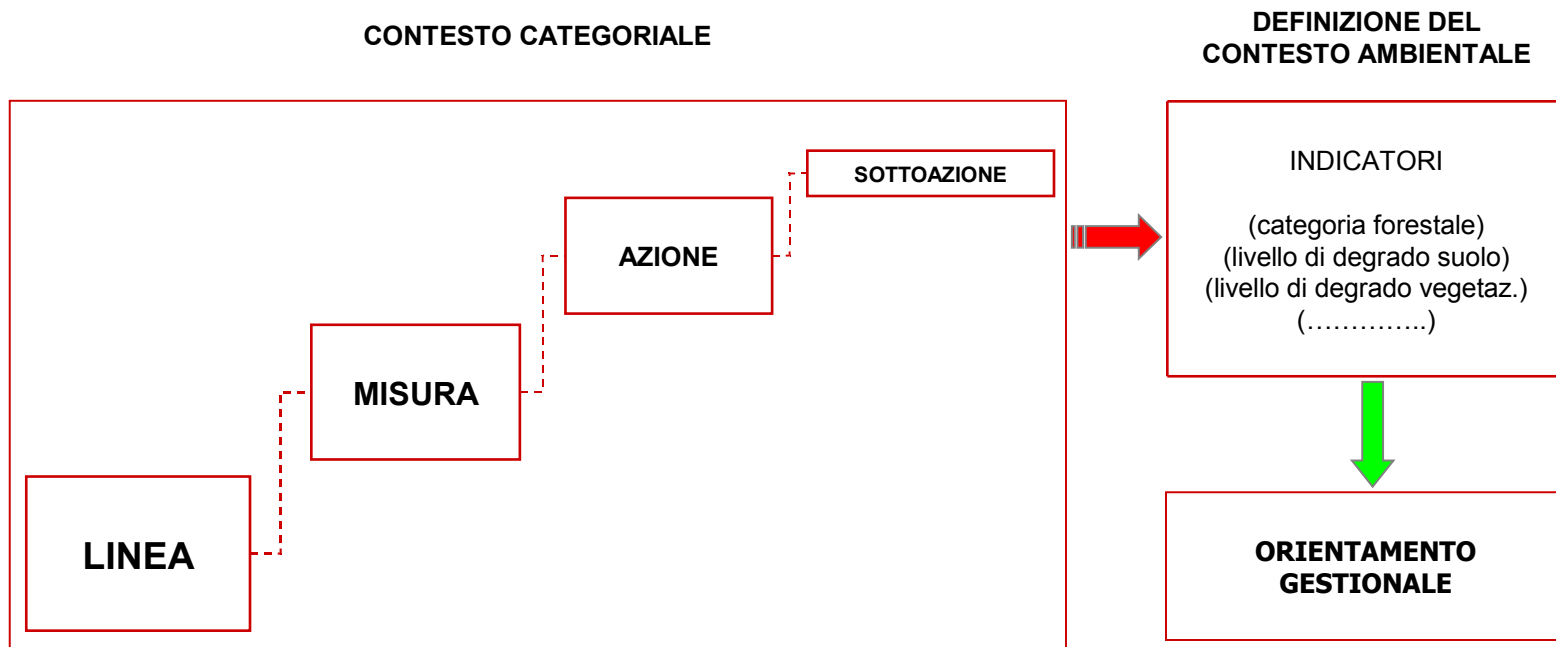 CONTESTO CATEGORIALE
DEFINIZIONE DEL
CONTESTO AMBIENTALE
SOTTOAZIONE
AZIONE
MISURA
LINEA
INDICATORI
(categoria forestale)
(livello di degrado suolo)
(livello di degrado vegetaz.)
(…………..)
ORIENTAMENTO
GESTIONALE